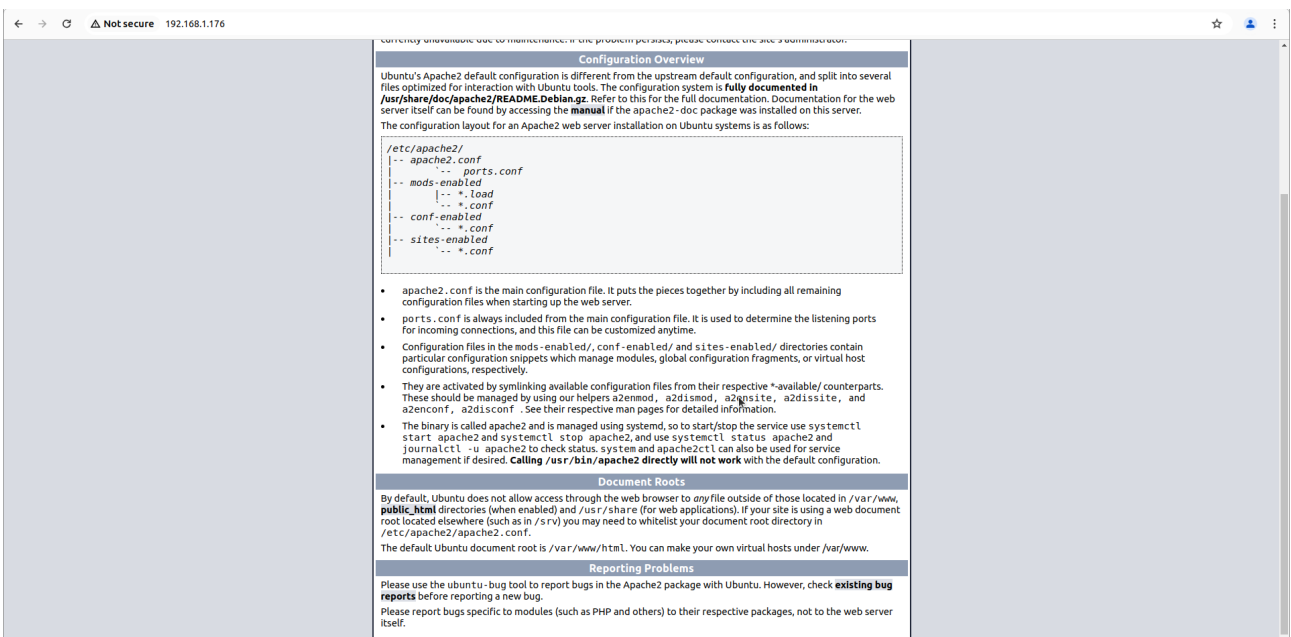 Not secure 192.168.1.176
currently unavailable due to maintenance. If the problem persists, please contact the site's administrator.
Configuration Overview
Ubuntu's Apache2 default configuration is different from the upstream default configuration, and split into several
files optimized for interaction with Ubuntu tools. The configuration system is fully documented in
/usr/share/doc/apache2/README.Debian.gz. Refer to this for the full documentation. Documentation for the web
server itself can be found by accessing the manual if the apache2-doc package was installed on this server.
The configuration layout for an Apache2 web server installation on Ubuntu systems is as follows:
/etc/apache2/
|-- apache2.conf
|       `--  ports.conf
|-- mods-enabled
|       |-- *.load
|       `-- *.conf
|-- conf-enabled
|       `-- *.conf
|-- sites-enabled
|       `-- *.conf
• apache2.conf is the main configuration file. It puts the pieces together by including all remaining
configuration files when starting up the web server.
• ports.conf is always included from the main configuration file. It is used to determine the listening ports
for incoming connections, and this file can be customized anytime.
• Configuration files in the mods-enabled/, conf-enabled/ and sites-enabled/ directories contain
particular configuration snippets which manage modules, global configuration fragments, or virtual host
configurations, respectively.
• They are activated by symlinking available configuration files from their respective *-available/ counterparts.
These should be managed by using our helpers a2enmod, a2dismod, a2ensite, a2dissite, and
a2enconf, a2disconf . See their respective man pages for detailed information.
• The binary is called apache2 and is managed using systemd, so to start/stop the service use systemctl
start apache2 and systemctl stop apache2, and use systemctl status apache2 and
journalctl -u apache2 to check status. system and apache2ctl can also be used for service
management if desired. Calling /usr/bin/apache2 directly will not work with the default configuration.
Document Roots
By default, Ubuntu does not allow access through the web browser to any file outside of those located in /var/www,
public_html directories (when enabled) and /usr/share (for web applications). If your site is using a web document
root located elsewhere (such as in /srv) you may need to whitelist your document root directory in
/etc/apache2/apache2.conf.
The default Ubuntu document root is /var/www/html. You can make your own virtual hosts under /var/www.
Reporting Problems
Please use the ubuntu-bug tool to report bugs in the Apache2 package with Ubuntu. However, check existing bug
reports before reporting a new bug.
Please report bugs specific to modules (such as PHP and others) to their respective packages, not to the web server
itself.